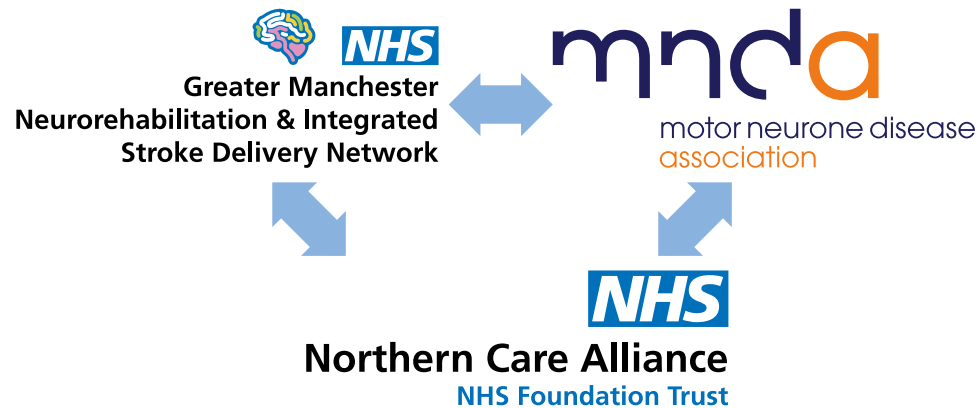 NHS
Greater Manchester
Neurorehabilitation & Integrated
Stroke Delivery Network
mnda
motor neurone disease
association
NHS
Northern Care Alliance
NHS Foundation Trust